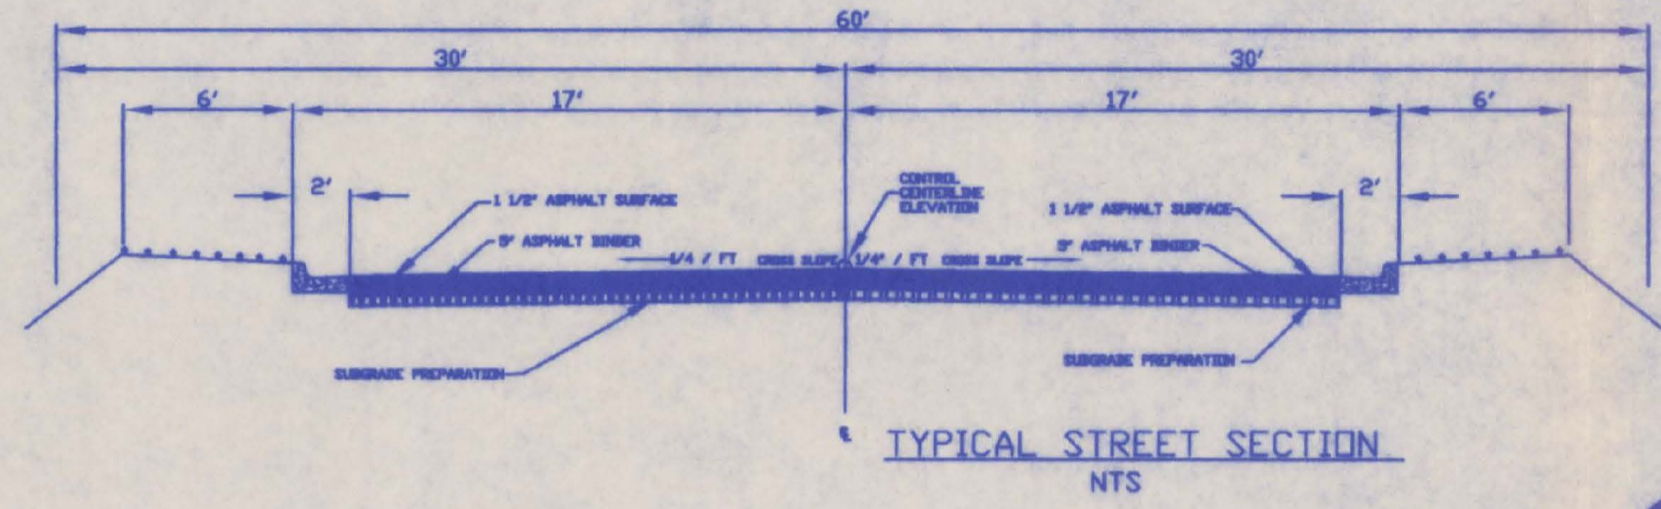 60'
30' 30'
6' 17' 17' 6'
2' 2'
CONTROL
CENTERLINE
ELEVATION
1 1/2" ASPHALT SURFACE
1 1/2" ASPHALT SURFACE
5" ASPHALT BINDER
5" ASPHALT BINDER
1/4 / FT CROSS SLOPE
1/4" / FT CROSS SLOPE
SUBGRADE PREPARATION
SUBGRADE PREPARATION
TYPICAL STREET SECTION
NTS